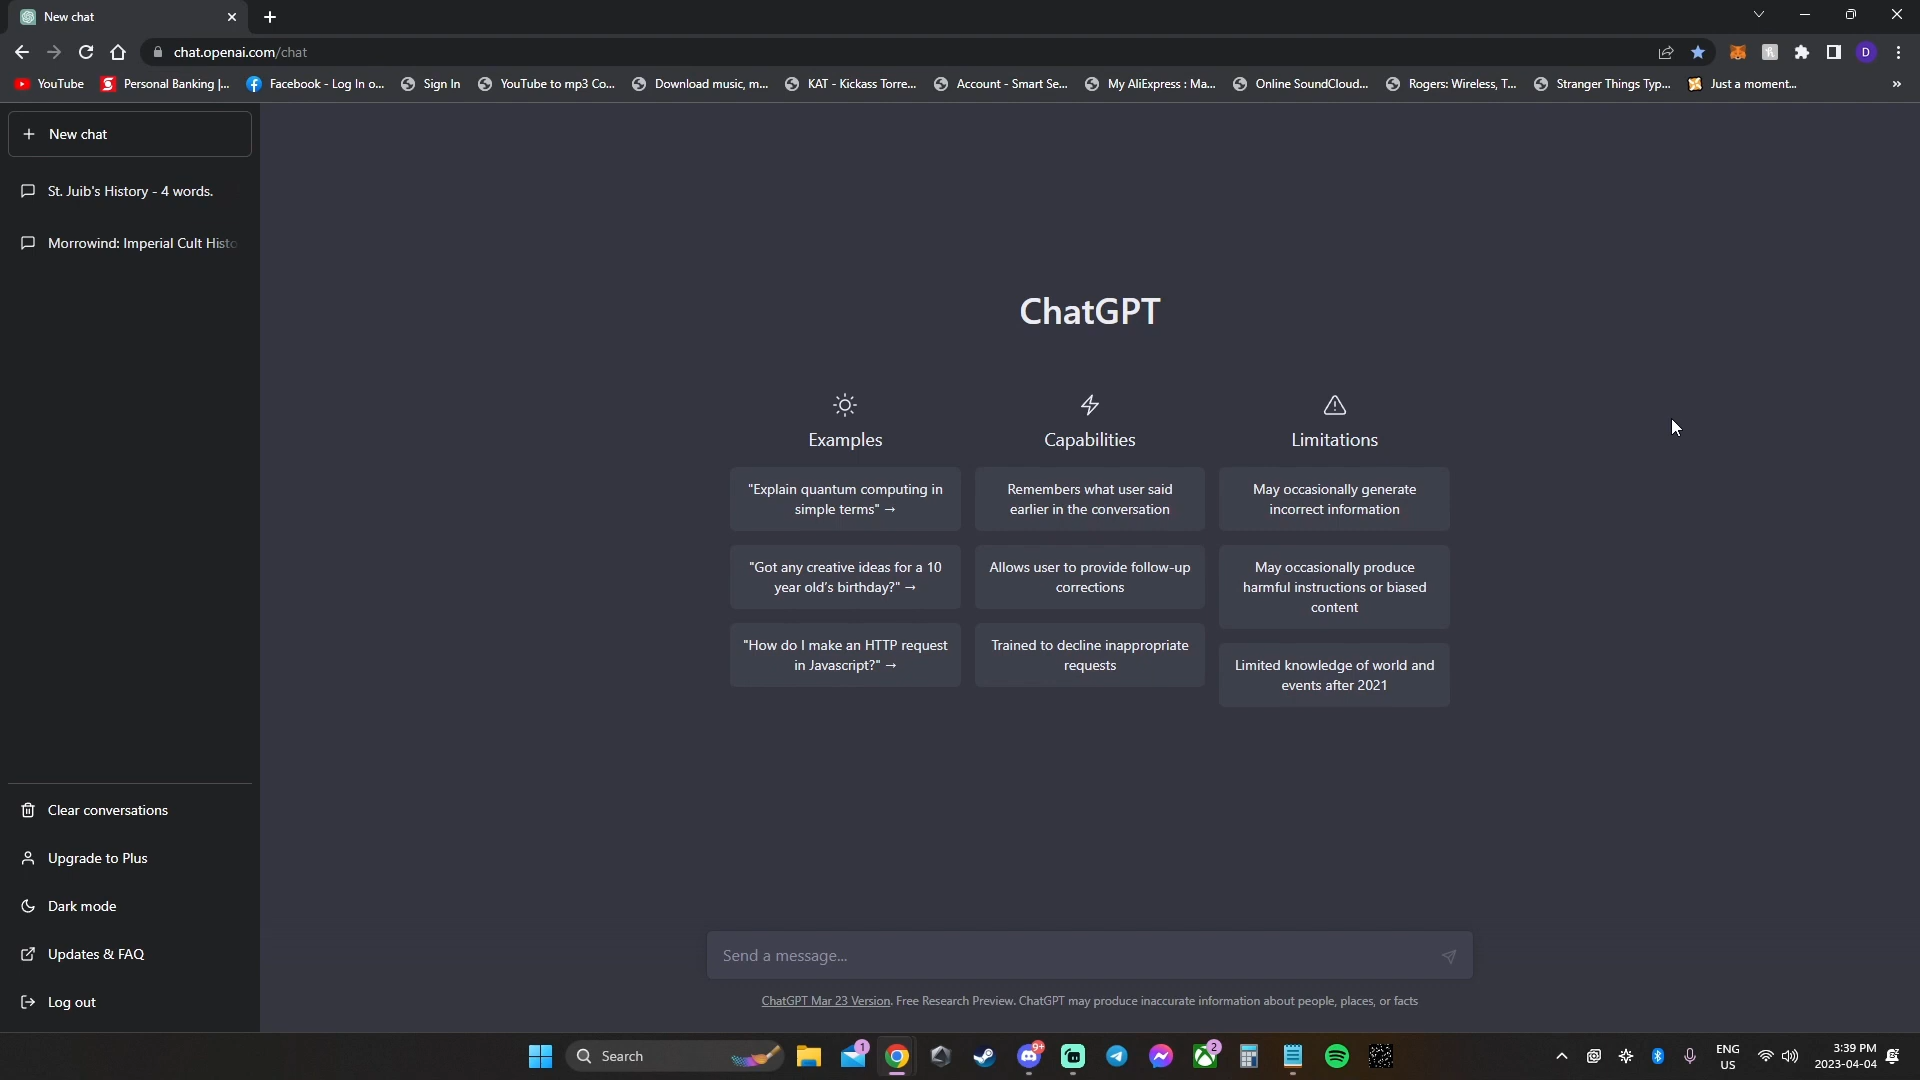 New chat
chat.openai.com/chat
D
YouTube
Personal Banking |...
Facebook - Log In o...
Sign In
YouTube to mp3 Co...
Download music, m...
KAT - Kickass Torre...
Account - Smart Se...
My AliExpress : Ma...
Online SoundCloud...
Rogers: Wireless, T...
Stranger Things Typ...
Just a moment...
New chat
St. Juib's History - 4 words.
Morrowind: Imperial Cult Histo
ChatGPT
Examples
"Explain quantum computing in
simple terms" →
"Got any creative ideas for a 10
year old's birthday?" →
"How do I make an HTTP request
in Javascript?" →
Capabilities
Remembers what user said
earlier in the conversation
Allows user to provide follow-up
corrections
Trained to decline inappropriate
requests
Limitations
May occasionally generate
incorrect information
May occasionally produce
harmful instructions or biased
content
Limited knowledge of world and
events after 2021
Clear conversations
Upgrade to Plus
Dark mode
Updates & FAQ
Log out
Send a message...
ChatGPT Mar 23 Version. Free Research Preview. ChatGPT may produce inaccurate information about people, places, or facts
Search
1
9+
2
ENG
US
3:39 PM
2023-04-04